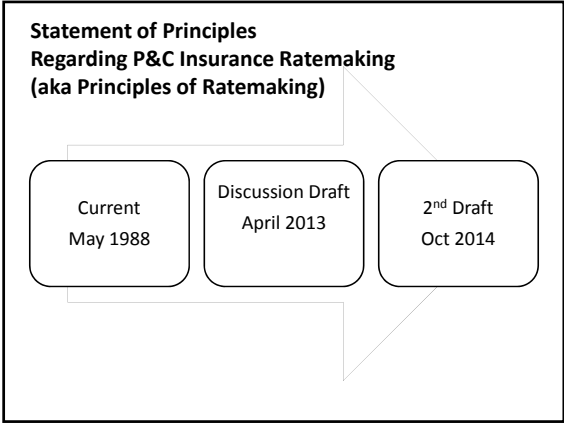 Statement of Principles
Regarding P&C Insurance Ratemaking
(aka Principles of Ratemaking)
Current
May 1988
Discussion Draft
April 2013
2nd Draft
Oct 2014